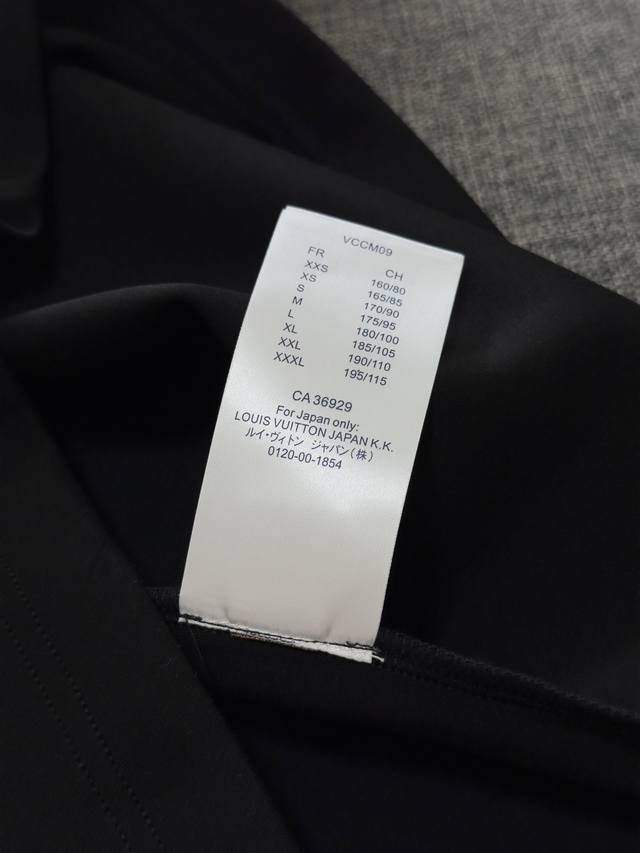 VCCM09
FR CH
XXS 160/80
XS 165/85
S 170/90
M 175/95
L 180/100
XL 185/105
XXL 190/110
XXXL 195/115
CA 36929
For Japan only:
LOUIS VUITTON JAPAN K.K.
ルイ・ヴィトン ジャパン(株)
0120-00-1854